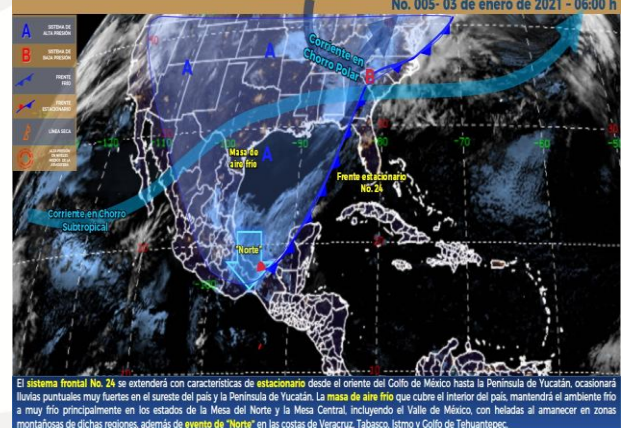 No. 005- 03 de enero de 2021 - 06:00 h
A SISTEMA DE
ALTA PRESIÓN
B SISTEMA DE
BAJA PRESIÓN
FRENTE
FRÍO
FRENTE
ESTACIONARIO
LÍNEA SECA
Corriente en
Chorro Polar
A
A
B
-120
-70
Masa de
aire frío
A
Frente estacionario
No. 24
Corriente en Chorro
Subtropical
"Norte"
El sistema frontal No. 24 se extenderá con características de estacionario desde el oriente del Golfo de México hasta la Península de Yucatán, ocasionará
lluvias puntuales muy fuertes en el sureste del país y la Península de Yucatán. La masa de aire frío que cubre el interior del país, mantendrá el ambiente frío
a muy frío principalmente en los estados de la Mesa del Norte y la Mesa Central, incluyendo el Valle de México, con heladas al amanecer en zonas
montañosas de dichas regiones, además de evento de "Norte" en las costas de Veracruz, Tabasco, Istmo y Golfo de Tehuantepec.